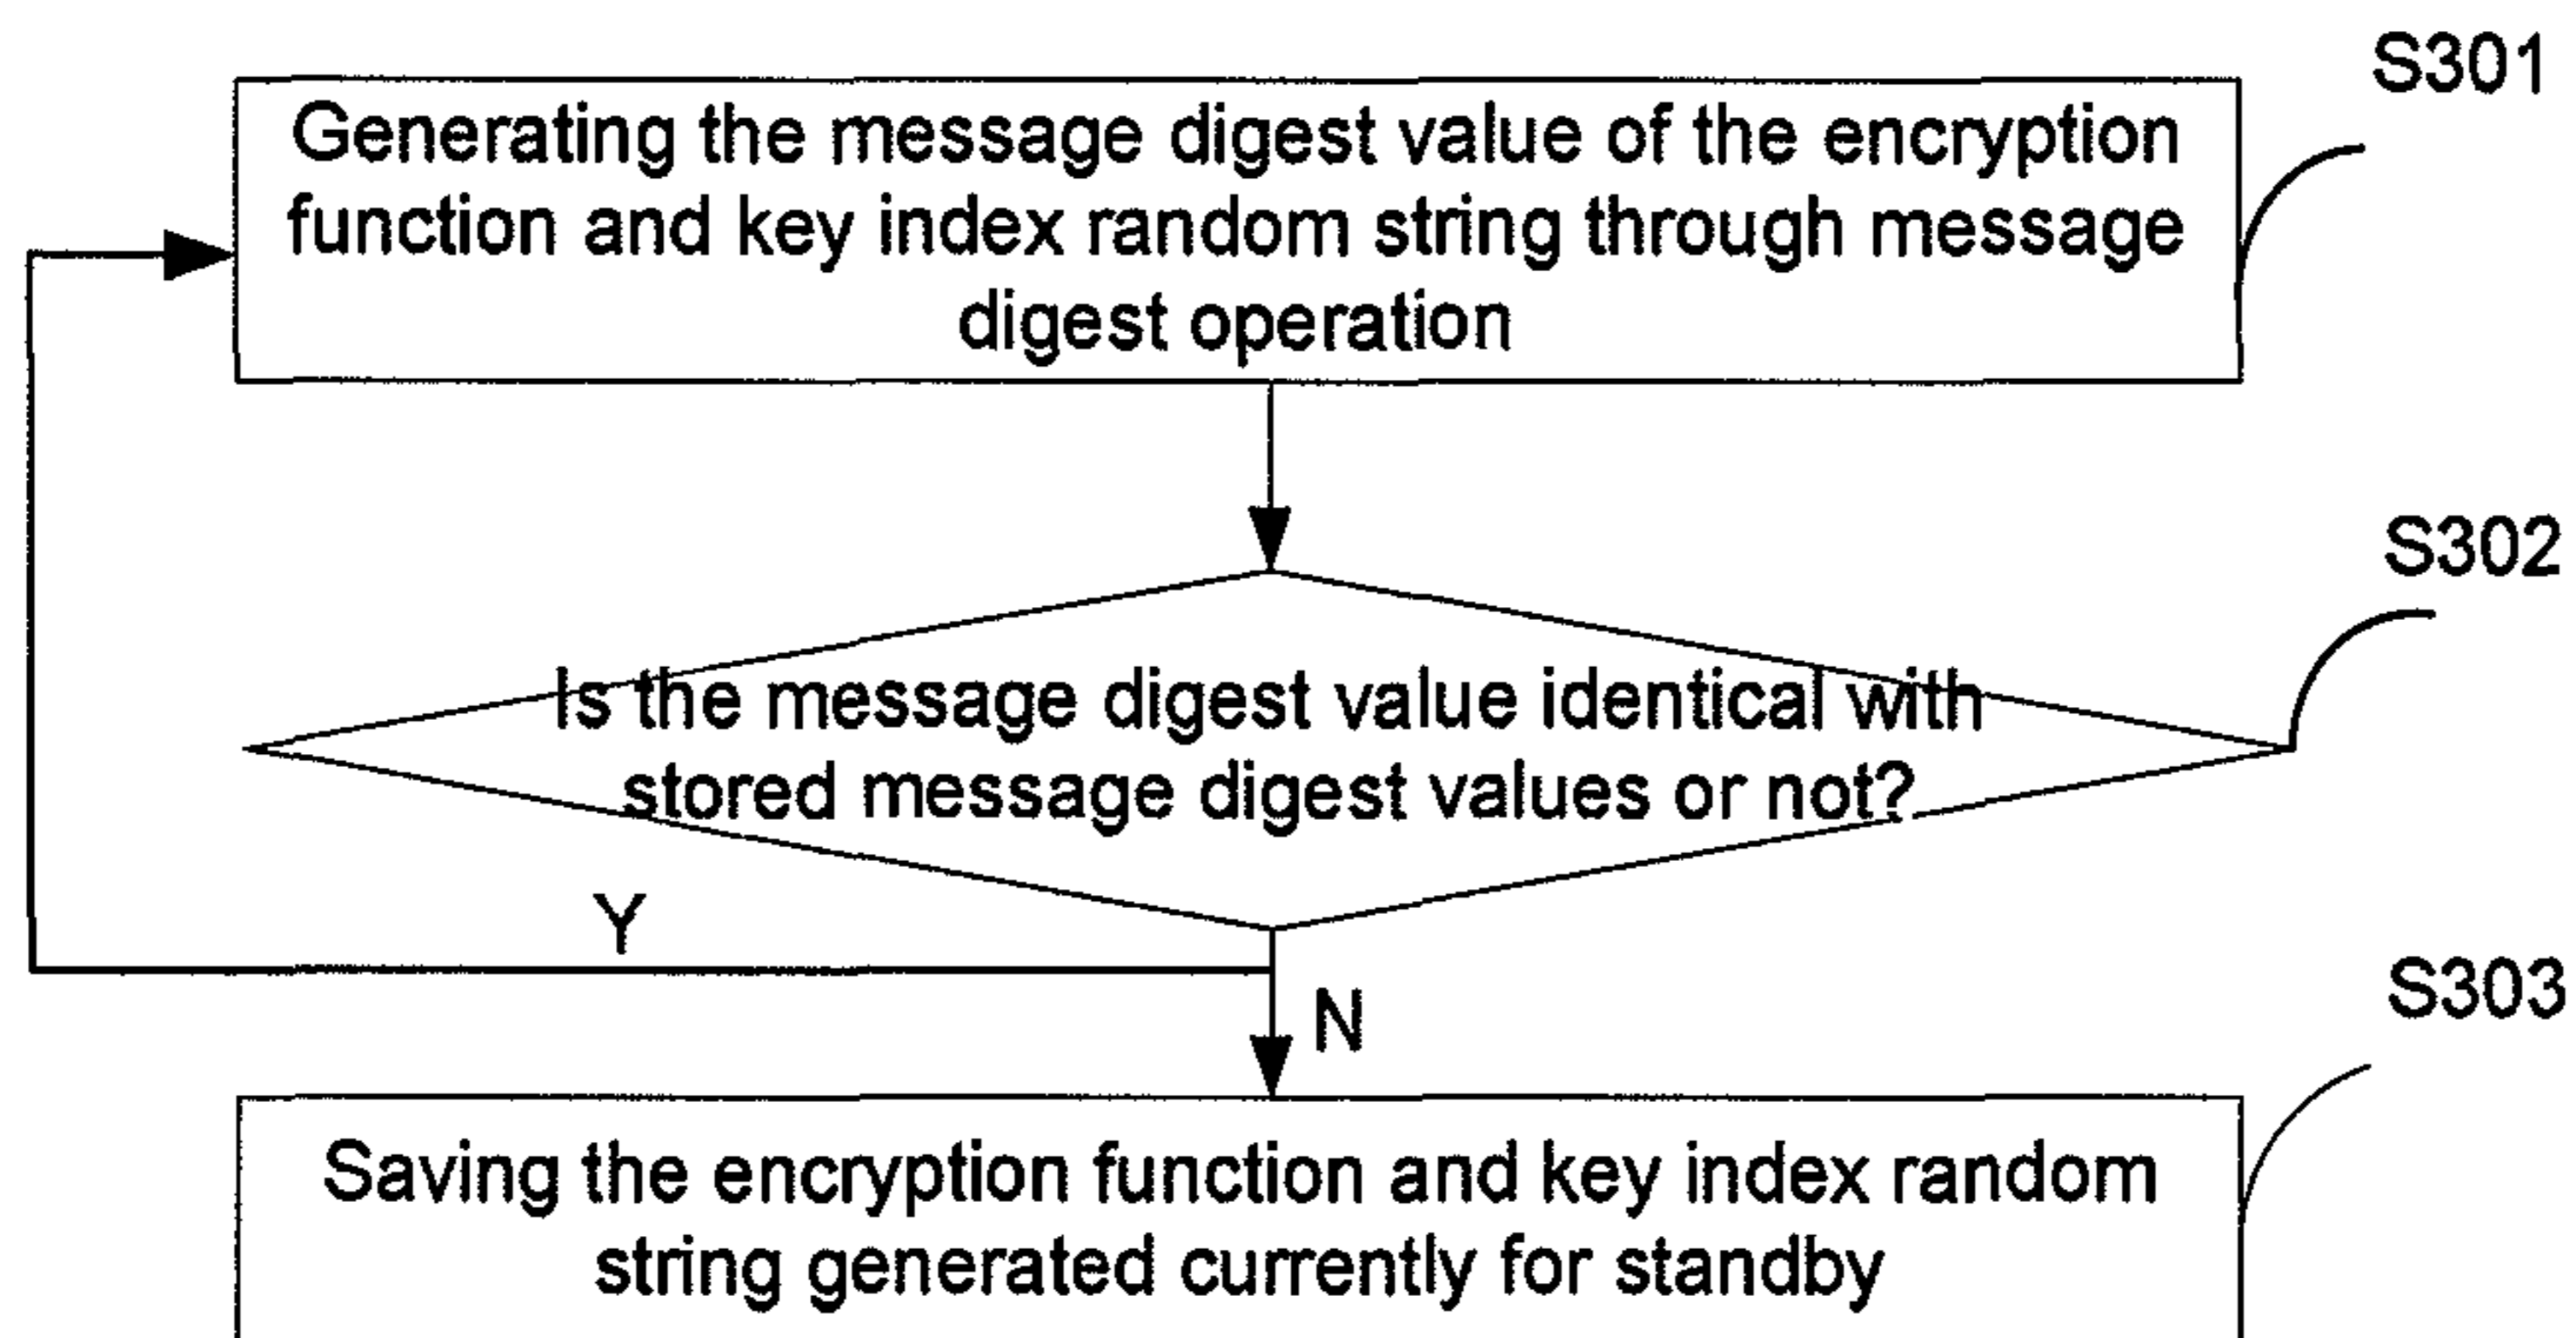 S301
Generating the message digest value of the encryption
function and key index random string through message
digest operation
S302
Is the message digest value identical with
stored message digest values or not?
Y
N
S303
Saving the encryption function and key index random
string generated currently for standby